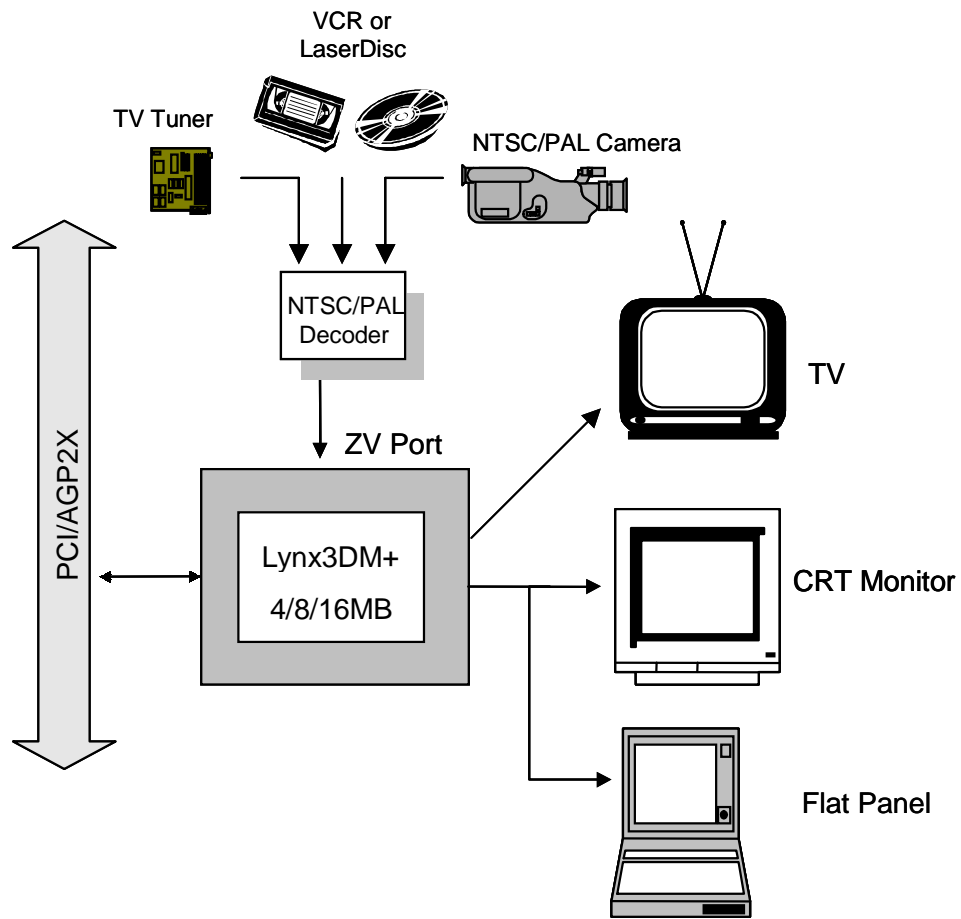 VCR or
LaserDisc
TV Tuner
NTSC/PAL Camera
NTSC/PAL
Decoder
TV
ZV Port
PCI/AGP2X
Lynx3DM+
4/8/16MB
CRT Monitor
Flat Panel